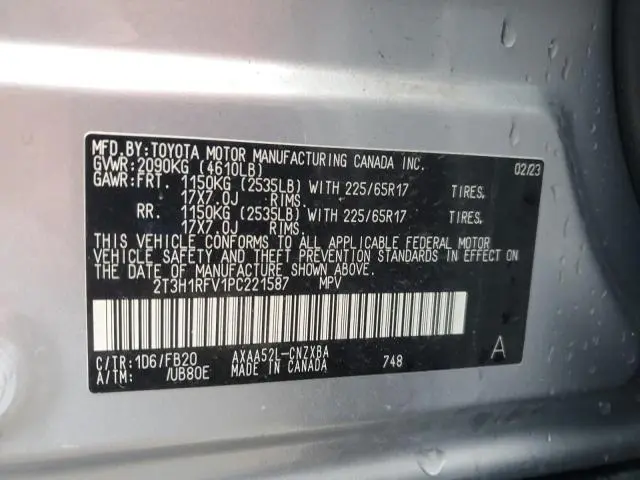 MFD.BY:TOYOTA MOTOR MANUFACTURING CANADA INC.
GVWR:2090KG (4610LB) 02/23
GAWR:FRT. 1150KG (2535LB) WITH 225/65R17 TIRES.
17X7.0J RIMS.
RR. 1150KG (2535LB) WITH 225/65R17 TIRES.
17X7.0J RIMS.
THIS VEHICLE CONFORMS TO ALL APPLICABLE FEDERAL MOTOR
VEHICLE SAFETY AND THEFT PREVENTION STANDARDS IN EFFECT
ON THE DATE OF MANUFACTURE SHOWN ABOVE.
2T3H1RFV1PC221587 MPV
C/TR:1D6/FB20 AXAA52L-CNZXBA 748 A
A/TM: /UB80E MADE IN CANADA